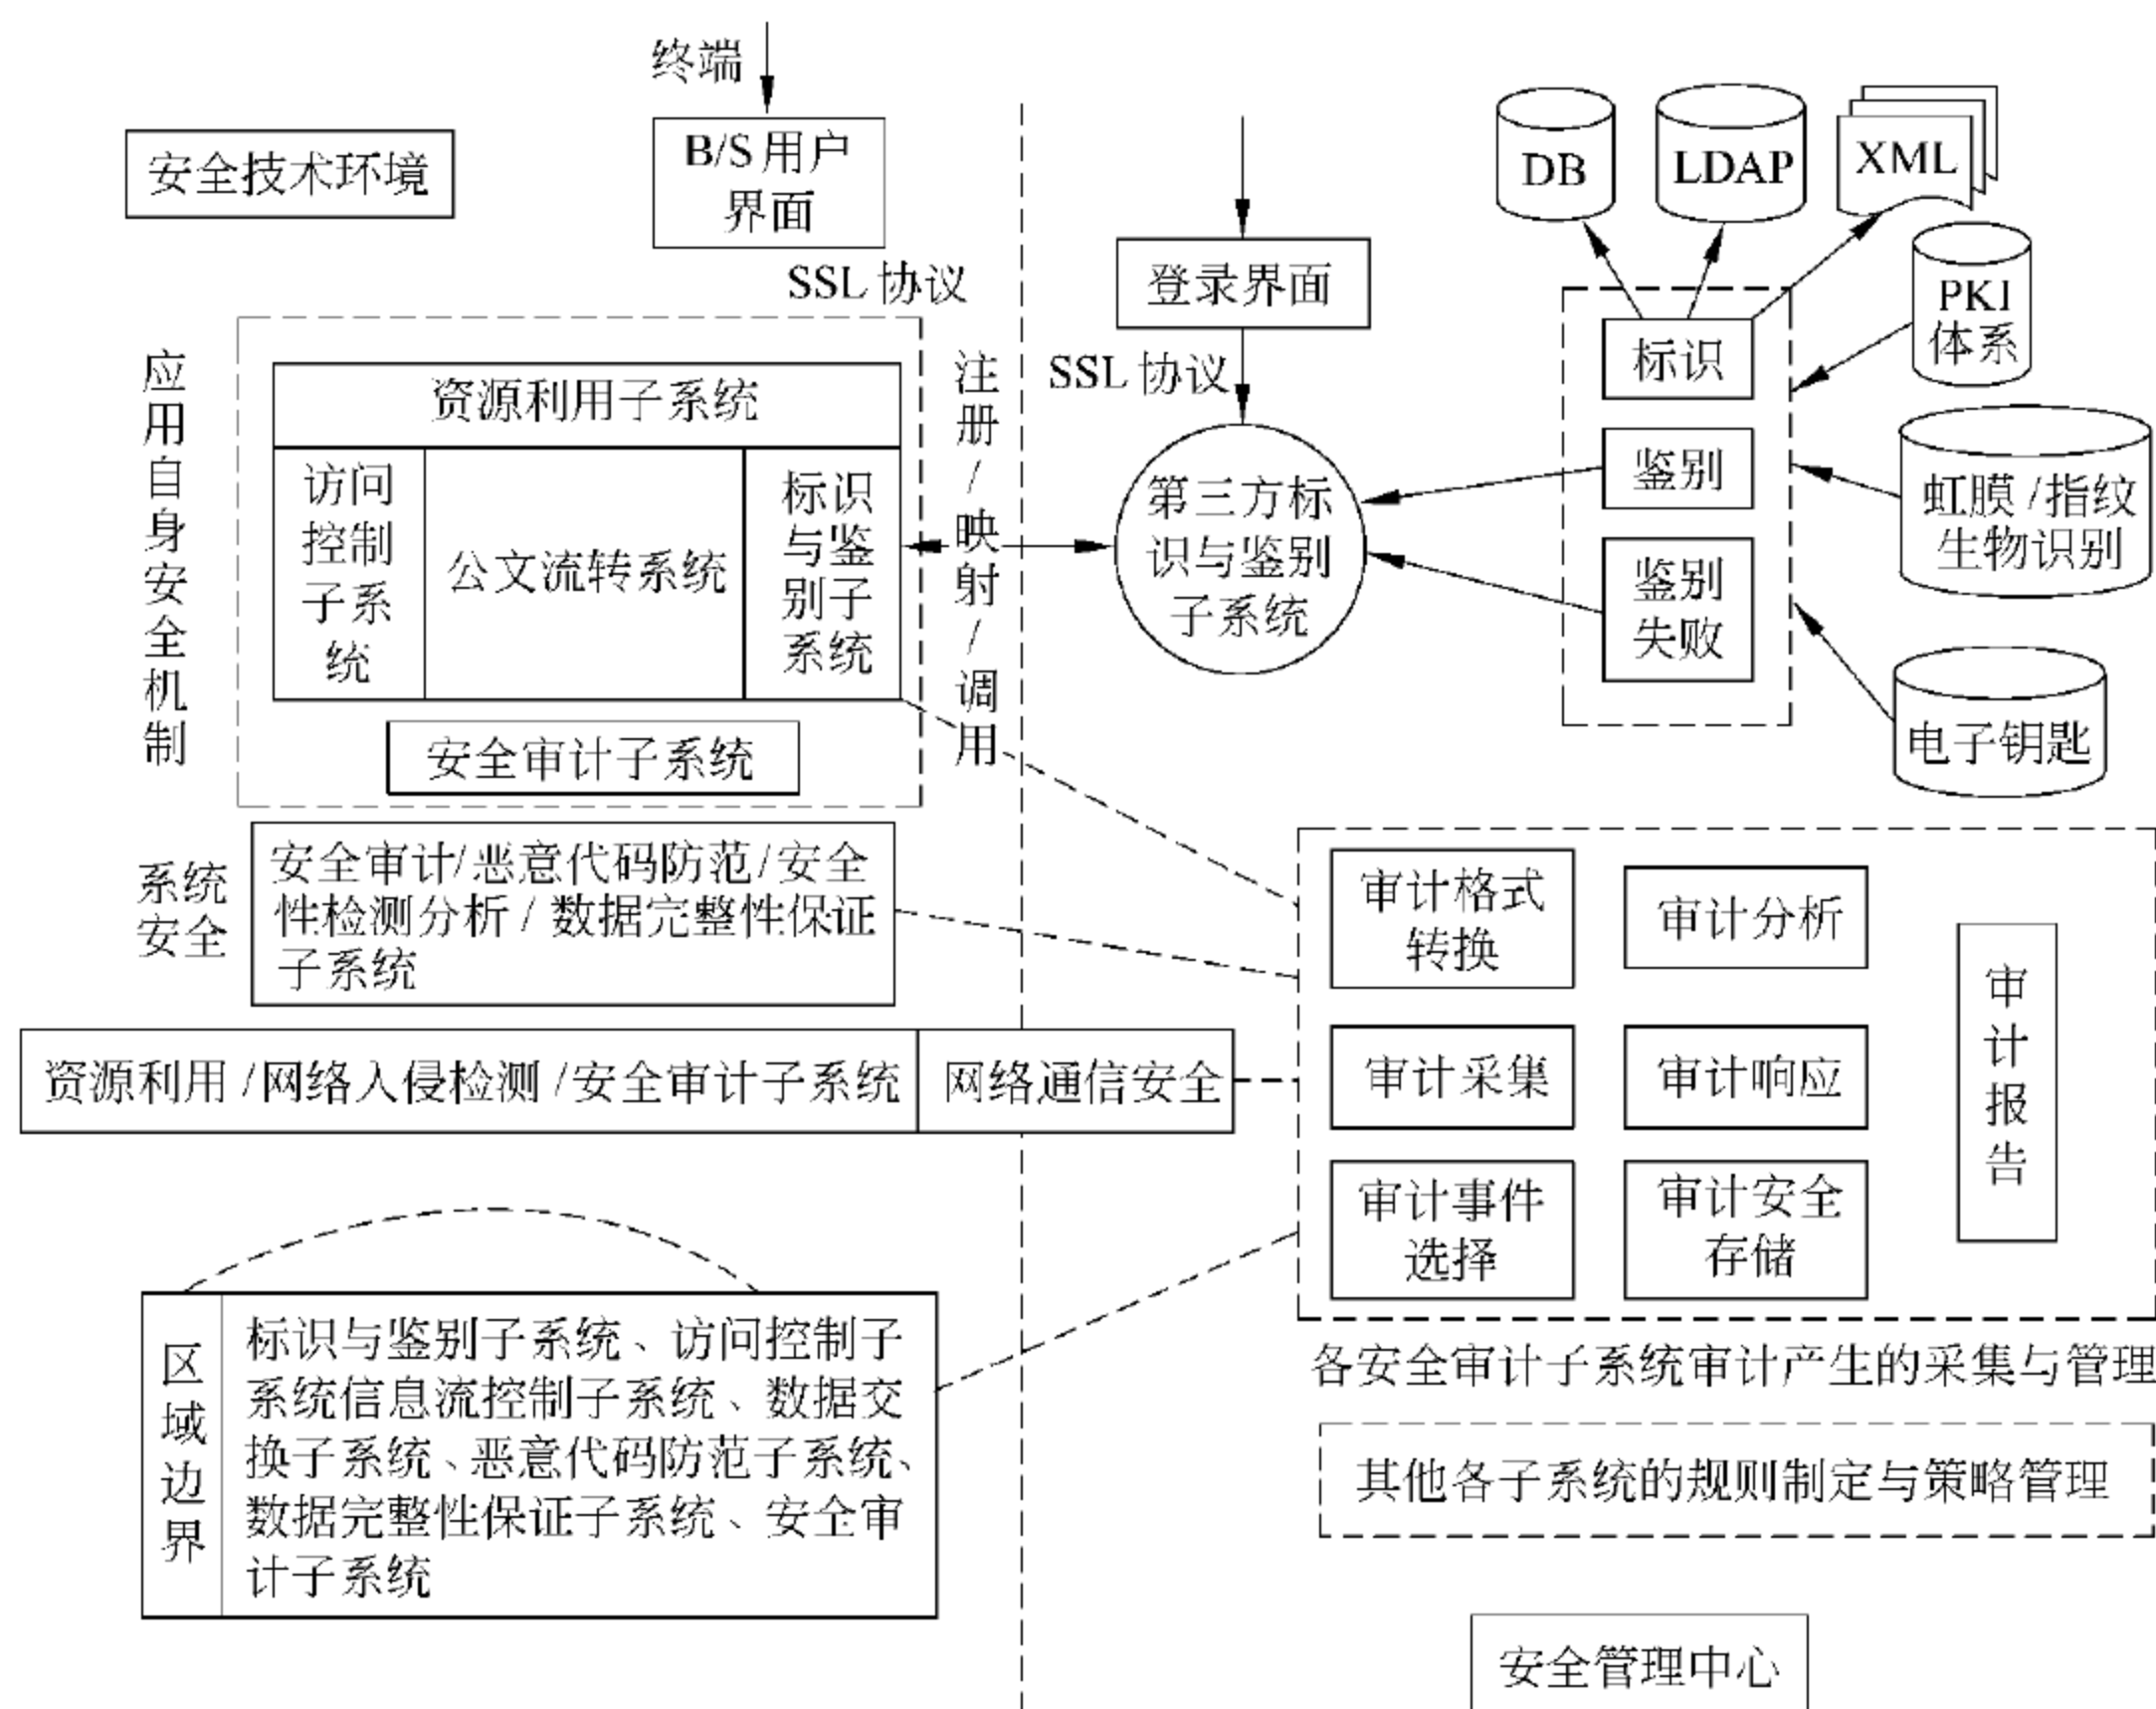 终端
安全技术环境
B/S 用户
界面
SSL 协议
应用自身安全机制
资源利用子系统
访问
控制
子系
统
公文流转系统
标识
与鉴
别子
系统
安全审计子系统
注册/映射/调用
登录界面
SSL 协议
第三方标
识与鉴别
子系统
DB
LDAP
XML
标识
鉴别
鉴别
失败
PKI
体系
虹膜 /指纹
生物识别
电子钥匙
系统
安全
安全审计/恶意代码防范/安全
性检测分析 / 数据完整性保证
子系统
资源利用 /网络入侵检测 /安全审计子系统
网络通信安全
区域边界
标识与鉴别子系统、访问控制子
系统信息流控制子系统、数据交
换子系统、恶意代码防范子系统、
数据完整性保证子系统、安全审
计子系统
审计格式
转换
审计分析
审计采集
审计响应
审计事件
选择
审计安全
存储
审计报告
各安全审计子系统审计产生的采集与管理
其他各子系统的规则制定与策略管理
安全管理中心